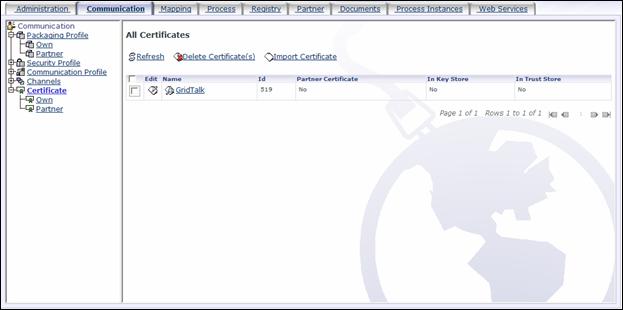 Administration Communication Mapping Process Registry Partner Documents Process Instances Web Services
Communication
Packaging Profile
Own
Partner
Security Profile
Communication Profile
Channels
Certificate
Own
Partner
All Certificates
Refresh Delete Certificate(s) Import Certificate
Edit Name Id Partner Certificate In Key Store In Trust Store
GridTalk 519 No No No
Page 1 of 1 Rows 1 to 1 of 1